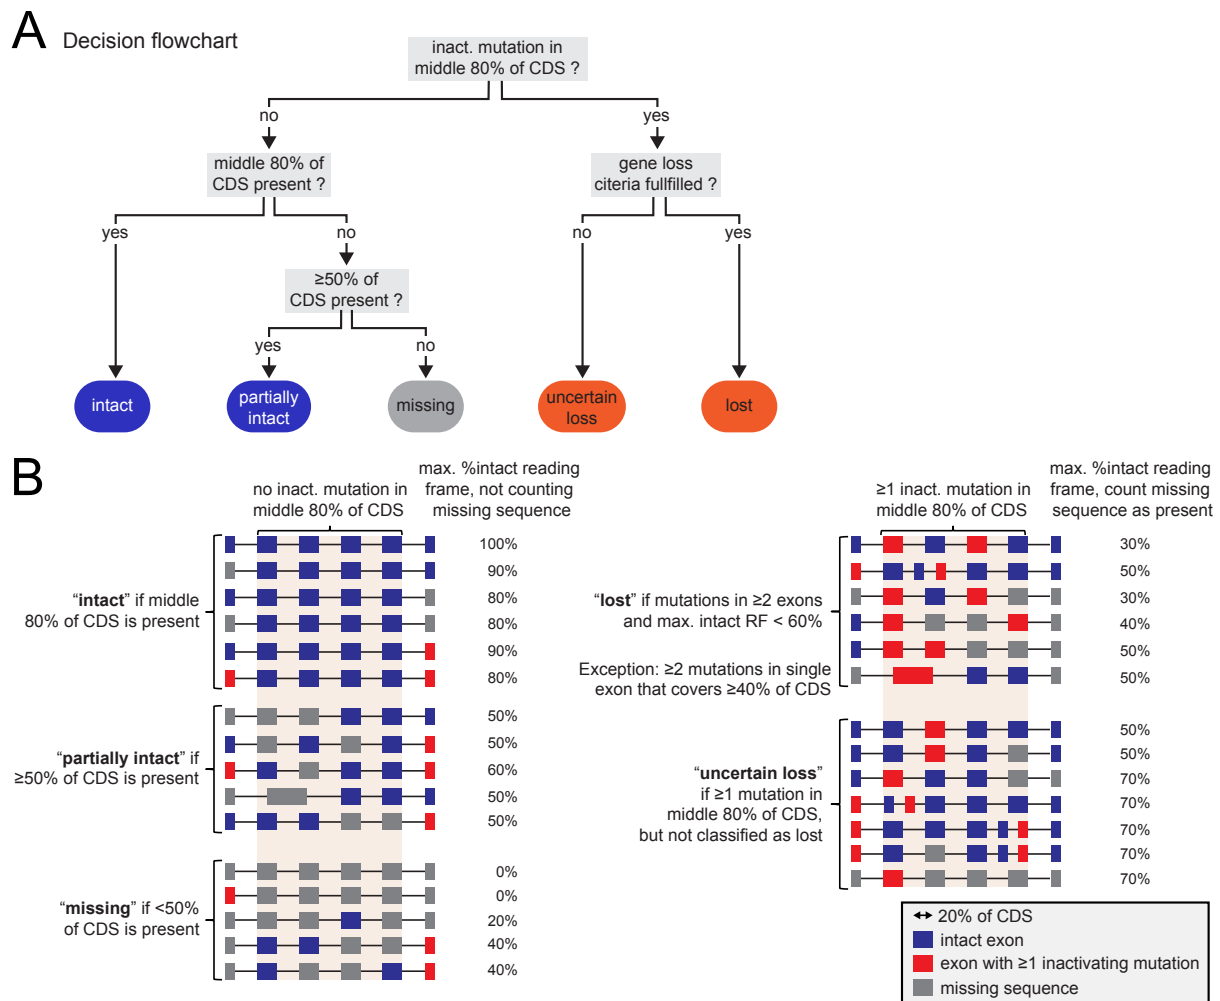 A Decision flowchart
inact. mutation in
middle 80% of CDS ?
no
yes
middle 80% of
CDS present ?
gene loss
citeria fullfilled ?
yes
no
no
yes
≥50% of
CDS present ?
yes
no
intact
partially
intact
missing
uncertain
loss
lost
B
no inact. mutation in
middle 80% of CDS
max. %intact reading
frame, not counting
missing sequence
"intact" if middle
80% of CDS is present
100%
90%
80%
80%
90%
80%
"partially intact" if
≥50% of CDS is present
50%
50%
60%
50%
50%
"missing" if <50%
of CDS is present
0%
0%
20%
40%
40%
≥1 inact. mutation in
middle 80% of CDS
max. %intact reading
frame, count missing
sequence as present
"lost" if mutations in ≥2 exons
and max. intact RF < 60%
Exception: ≥2 mutations in single
exon that covers ≥40% of CDS
30%
50%
30%
40%
50%
50%
"uncertain loss"
if ≥1 mutation in
middle 80% of CDS,
but not classified as lost
50%
50%
70%
70%
70%
70%
70%
20% of CDS
intact exon
exon with ≥1 inactivating mutation
missing sequence